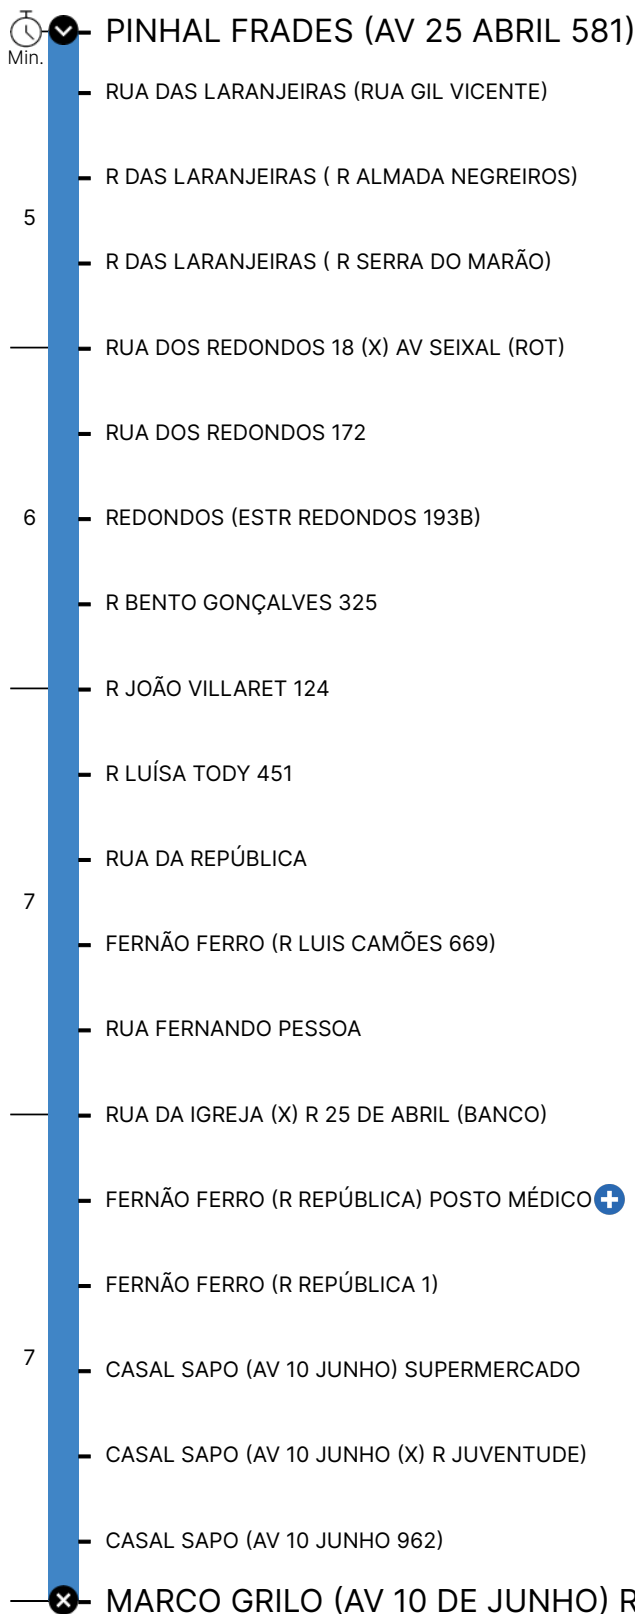 PINHAL FRADES (AV 25 ABRIL 581)
Min.
RUA DAS LARANJEIRAS (RUA GIL VICENTE)
R DAS LARANJEIRAS ( R ALMADA NEGREIROS)
5
R DAS LARANJEIRAS ( R SERRA DO MARÃO)
RUA DOS REDONDOS 18 (X) AV SEIXAL (ROT)
RUA DOS REDONDOS 172
6
REDONDOS (ESTR REDONDOS 193B)
R BENTO GONÇALVES 325
R JOÃO VILLARET 124
R LUÍSA TODY 451
RUA DA REPÚBLICA
7
FERNÃO FERRO (R LUIS CAMÕES 669)
RUA FERNANDO PESSOA
RUA DA IGREJA (X) R 25 DE ABRIL (BANCO)
FERNÃO FERRO (R REPÚBLICA) POSTO MÉDICO
FERNÃO FERRO (R REPÚBLICA 1)
7
CASAL SAPO (AV 10 JUNHO) SUPERMERCADO
CASAL SAPO (AV 10 JUNHO (X) R JUVENTUDE)
CASAL SAPO (AV 10 JUNHO 962)
MARCO GRILO (AV 10 DE JUNHO) R